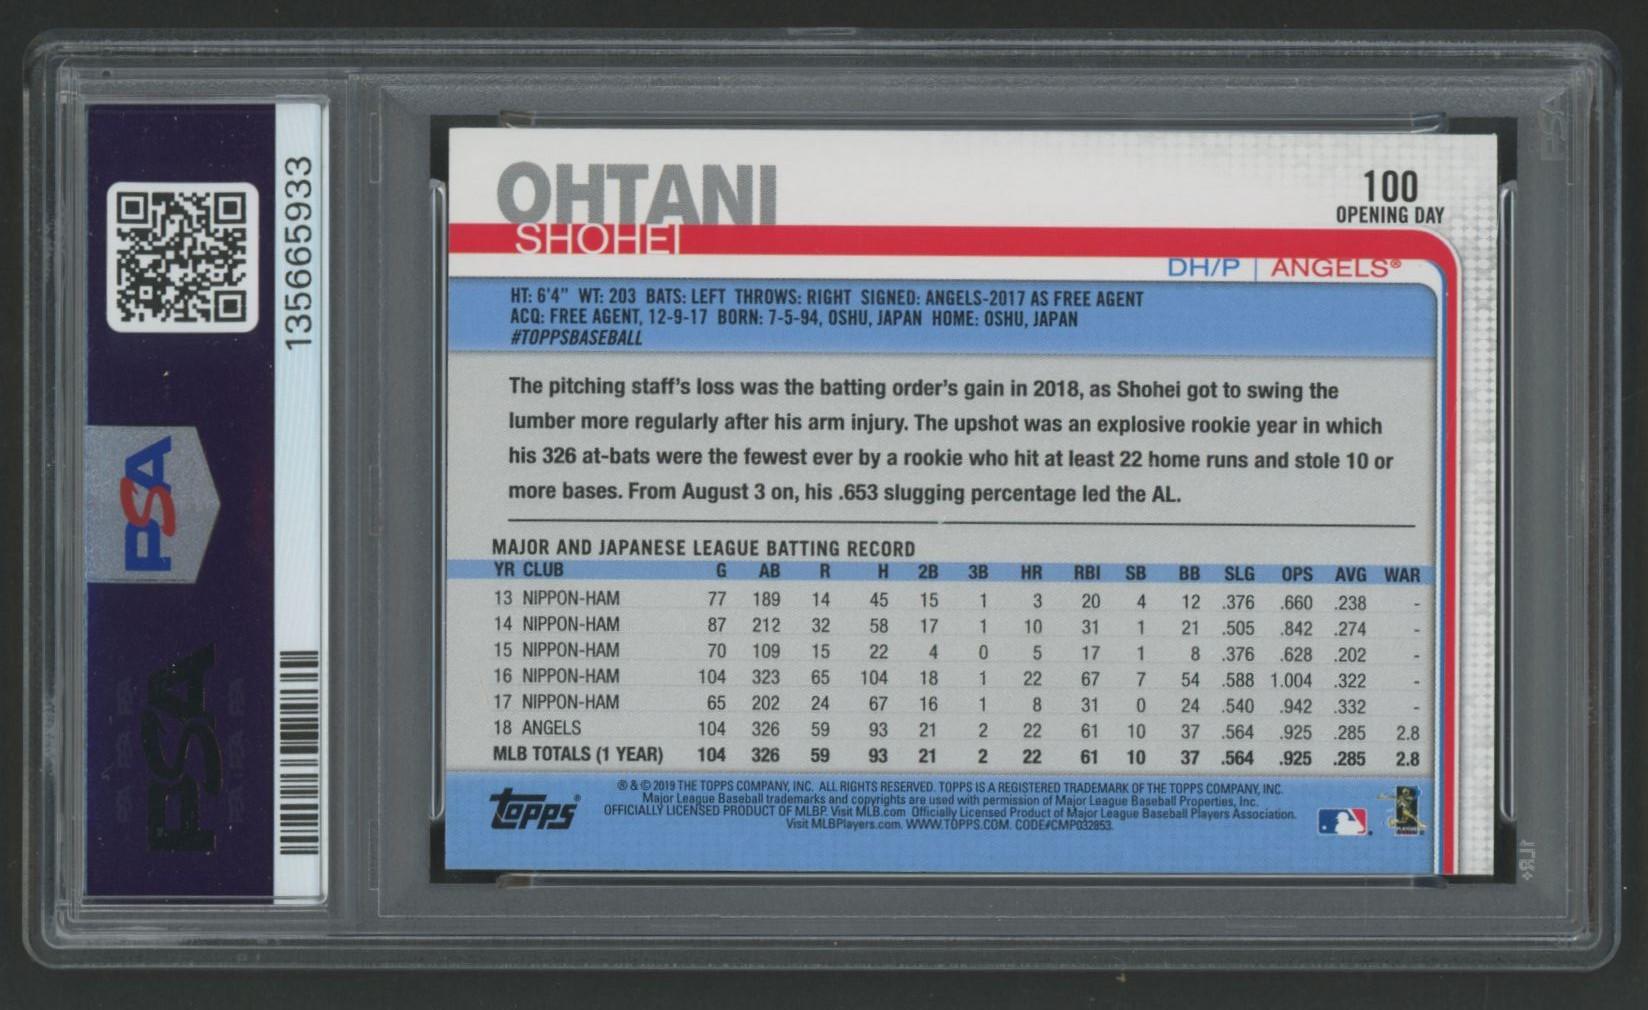 135665933
PSA
PSA
OHTANI
SHOHEI
100
OPENING DAY
DH/P | ANGELS®
HT: 6'4" WT: 203 BATS: LEFT THROWS: RIGHT SIGNED: ANGELS-2017 AS FREE AGENT
ACQ: FREE AGENT, 12-9-17 BORN: 7-5-94, OSHU, JAPAN HOME: OSHU, JAPAN
#TOPPSBASEBALL
The pitching staff's loss was the batting order's gain in 2018, as Shohei got to swing the
lumber more regularly after his arm injury. The upshot was an explosive rookie year in which
his 326 at-bats were the fewest ever by a rookie who hit at least 22 home runs and stole 10 or
more bases. From August 3 on, his .653 slugging percentage led the AL.
MAJOR AND JAPANESE LEAGUE BATTING RECORD
YR CLUB G AB R H 2B 3B HR RBI SB BB SLG OPS AVG WAR
13 NIPPON-HAM 77 189 14 45 15 1 3 20 4 12 .376 .660 .238 -
14 NIPPON-HAM 87 212 32 58 17 1 10 31 1 21 .505 .842 .274 -
15 NIPPON-HAM 70 109 15 22 4 0 5 17 1 8 .376 .628 .202 -
16 NIPPON-HAM 104 323 65 104 18 1 22 67 7 54 .588 1.004 .322 -
17 NIPPON-HAM 65 202 24 67 16 1 8 31 0 24 .540 .942 .332 -
18 ANGELS 104 326 59 93 21 2 22 61 10 37 .564 .925 .285 2.8
MLB TOTALS (1 YEAR) 104 326 59 93 21 2 22 61 10 37 .564 .925 .285 2.8
topps®
® & © 2019 THE TOPPS COMPANY, INC. ALL RIGHTS RESERVED. TOPPS IS A REGISTERED TRADEMARK OF THE TOPPS COMPANY, INC.
Major League Baseball trademarks and copyrights are used with permission of Major League Baseball Properties, Inc.
OFFICIALLY LICENSED PRODUCT OF MLBP. Visit MLB.com Officially Licensed Product of Major League Baseball Players Association.
Visit MLBPlayers.com. WWW.TOPPS.COM. CODE#CMP032853.
PSA